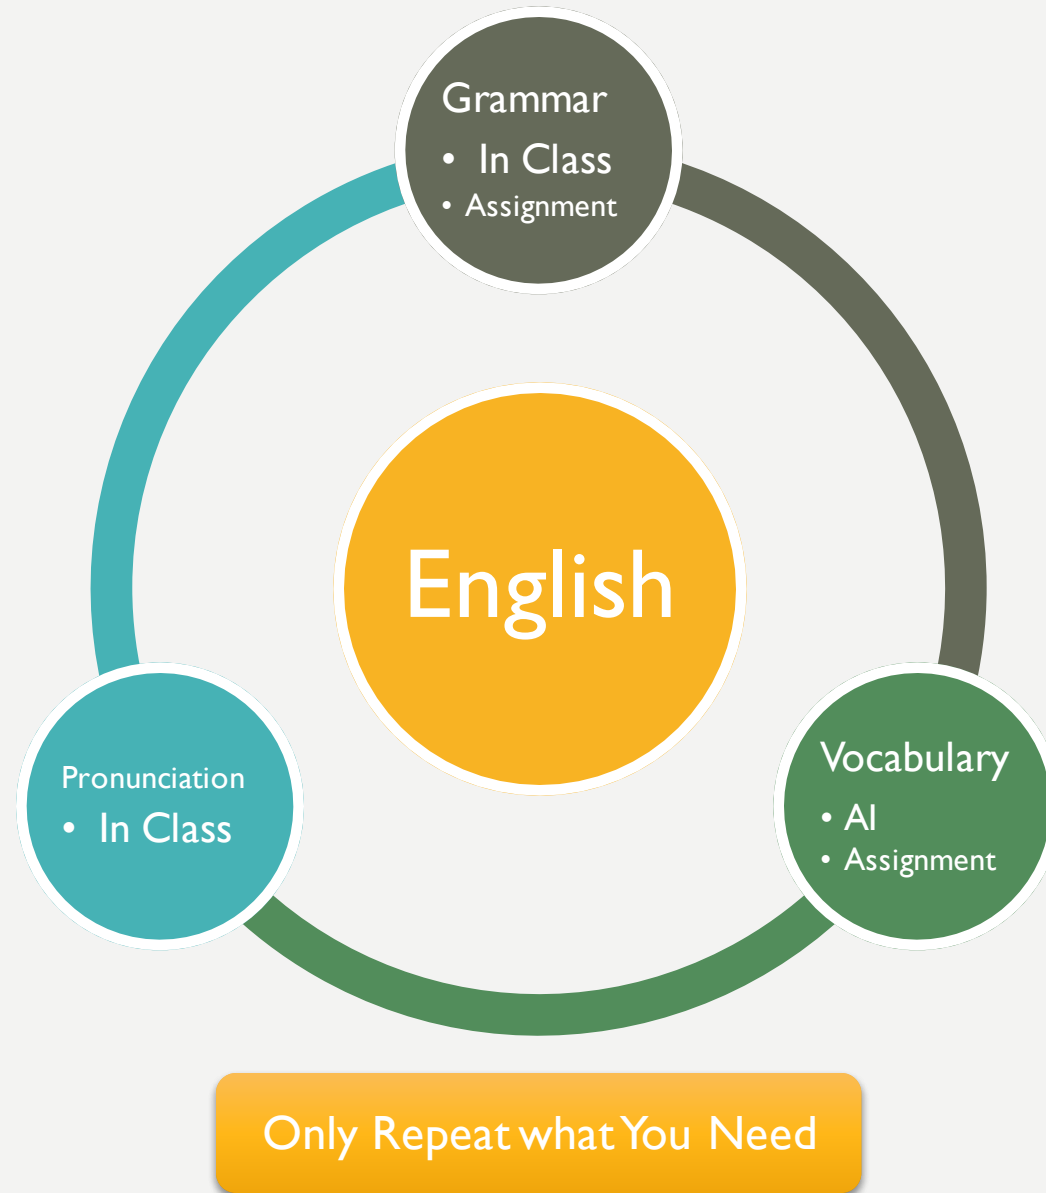 Grammar
• In Class
• Assignment
English
Pronunciation
• In Class
Vocabulary
• AI
• Assignment
Only Repeat what You Need